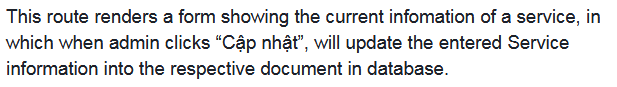 This route renders a form showing the current infomation of a service, in
which when admin clicks “Cập nhật”, will update the entered Service
information into the respective document in database.